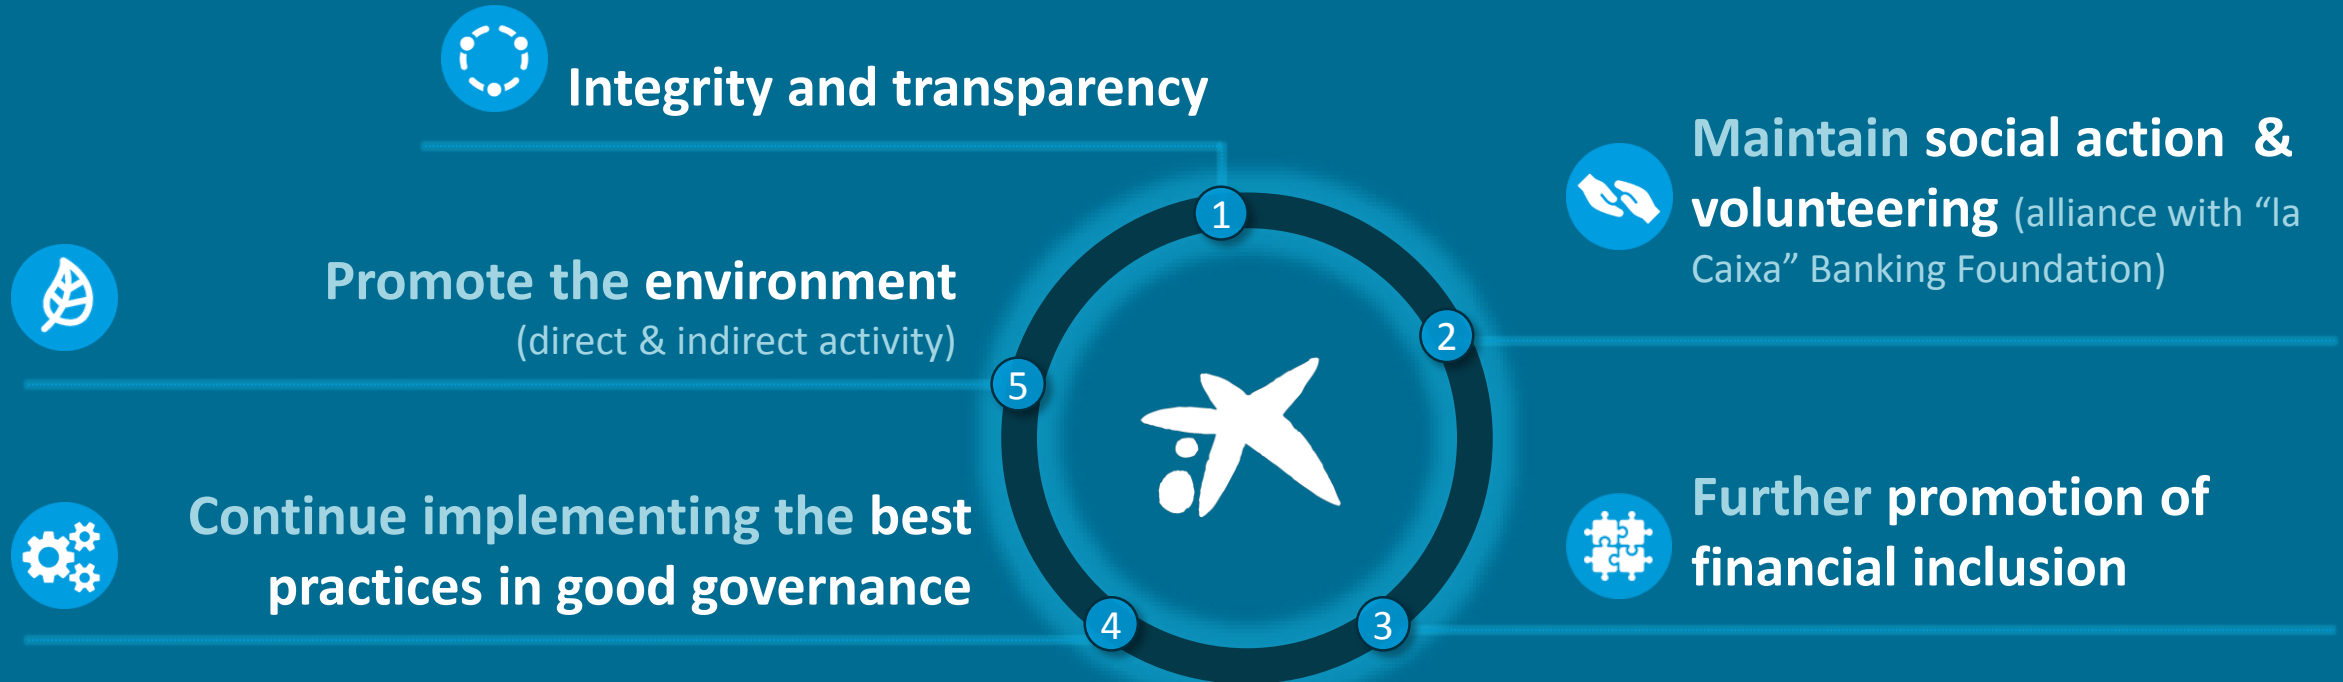 Integrity and transparency
1
Maintain social action & 
volunteering (alliance with “la
Caixa” Banking Foundation)
2
Further promotion of
financial inclusion
3
Continue implementing the best
practices in good governance
4
Promote the environment
(direct & indirect activity)
5